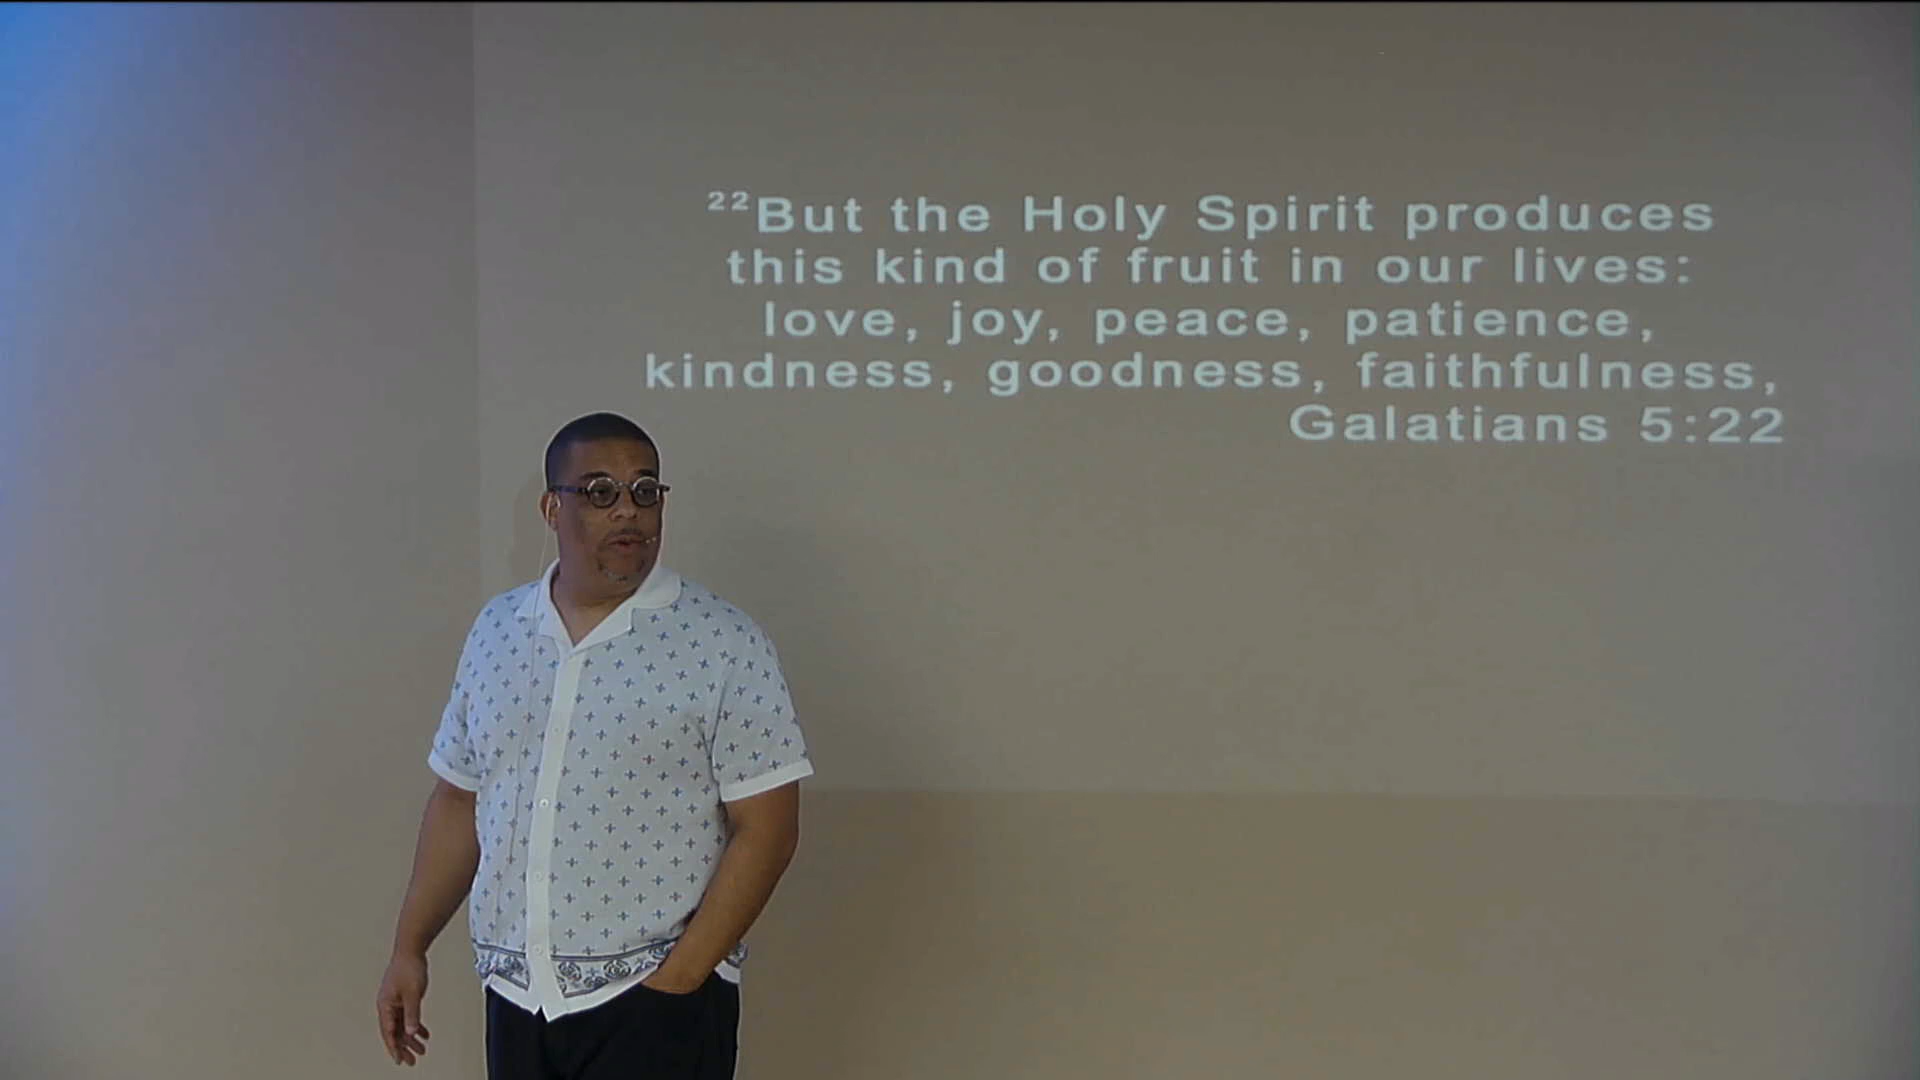 ²²But the Holy Spirit produces
this kind of fruit in our lives:
love, joy, peace, patience,
kindness, goodness, faithfulness,
Galatians 5:22